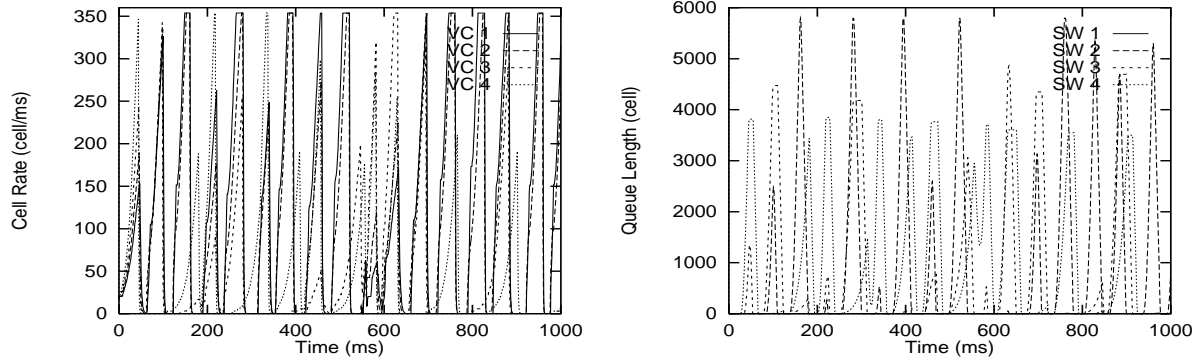 350
300
250
200
150
100
50
0
Cell Rate (cell/ms)
VC 1
VC 2
VC 3
VC 4
0 200 400 600 800 1000
Time (ms)
6000
5000
4000
3000
2000
1000
0
Queue Length (cell)
SW 1
SW 2
SW 3
SW 4
0 200 400 600 800 1000
Time (ms)